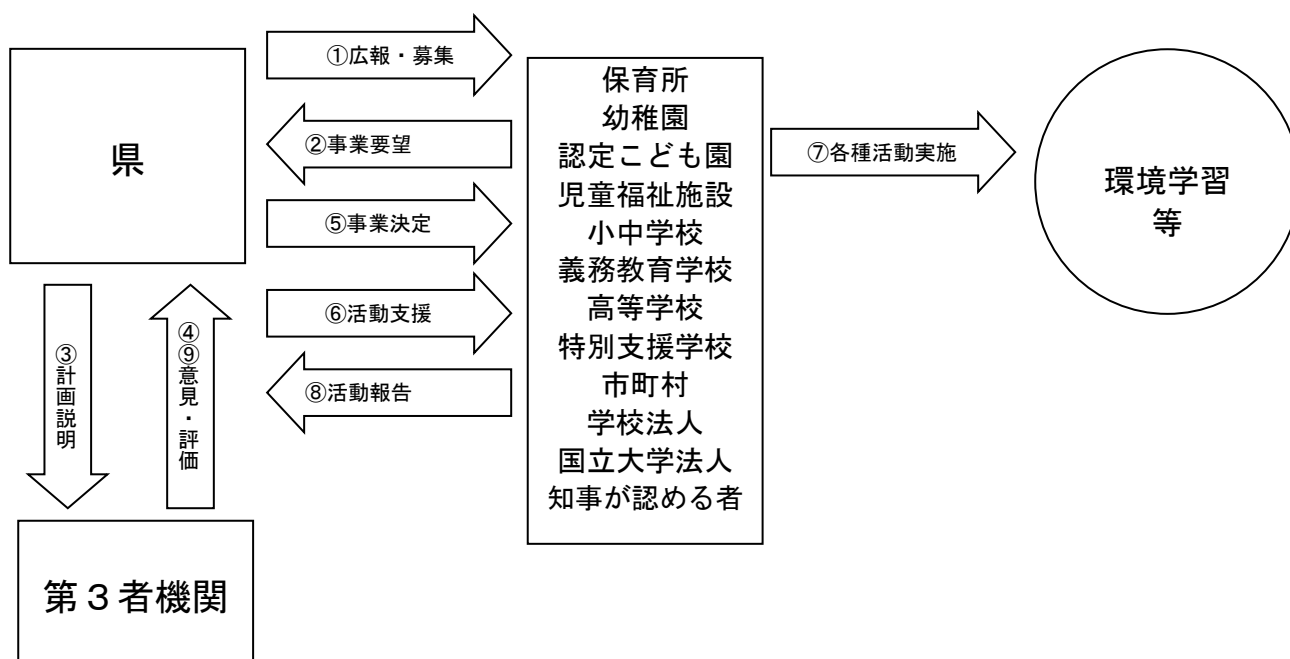 県
①広報・募集
②事業要望
⑤事業決定
⑥活動支援
⑧活動報告
保育所
幼稚園
認定こども園
児童福祉施設
小中学校
義務教育学校
高等学校
特別支援学校
市町村
学校法人
国立大学法人
知事が認める者
⑦各種活動実施
環境学習
等
③計画説明
④⑨意見・評価
第３者機関